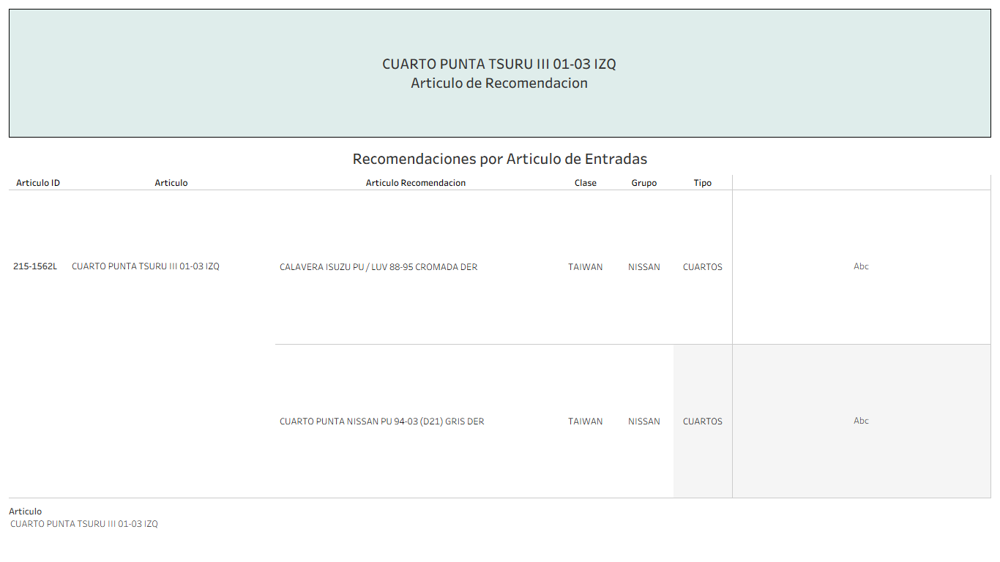 CUARTO PUNTA TSURU III 01-03 IZQ
Articulo de Recomendacion
Recomendaciones por Articulo de Entradas
Articulo ID Articulo Articulo Recomendacion Clase Grupo Tipo
215-1562L CUARTO PUNTA TSURU III 01-03 IZQ CALAVERA ISUZU PU / LUV 88-95 CROMADA DER TAIWAN NISSAN CUARTOS Abc
CUARTO PUNTA NISSAN PU 94-03 (D21) GRIS DER TAIWAN NISSAN CUARTOS Abc
Articulo
CUARTO PUNTA TSURU III 01-03 IZQ